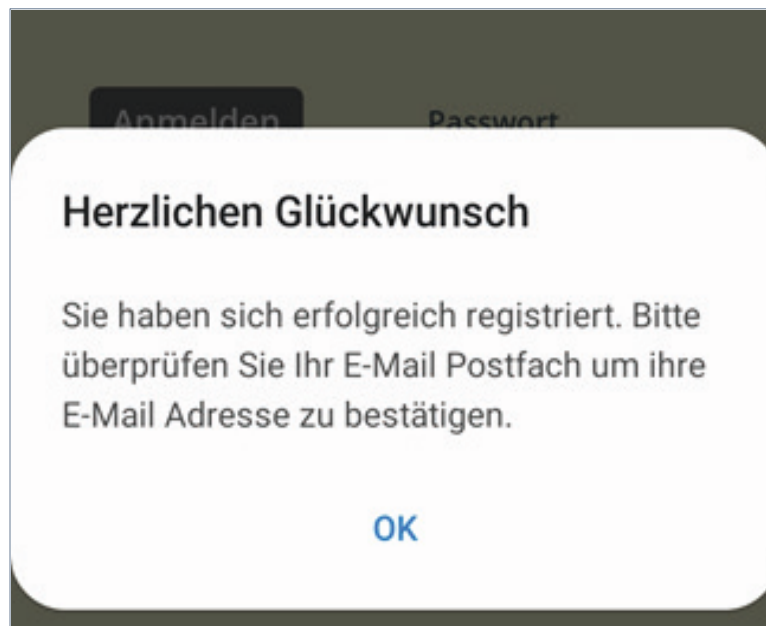 Anmelden Passwort
Herzlichen Glückwunsch
Sie haben sich erfolgreich registriert. Bitte
überprüfen Sie Ihr E-Mail Postfach um ihre
E-Mail Adresse zu bestätigen.
OK